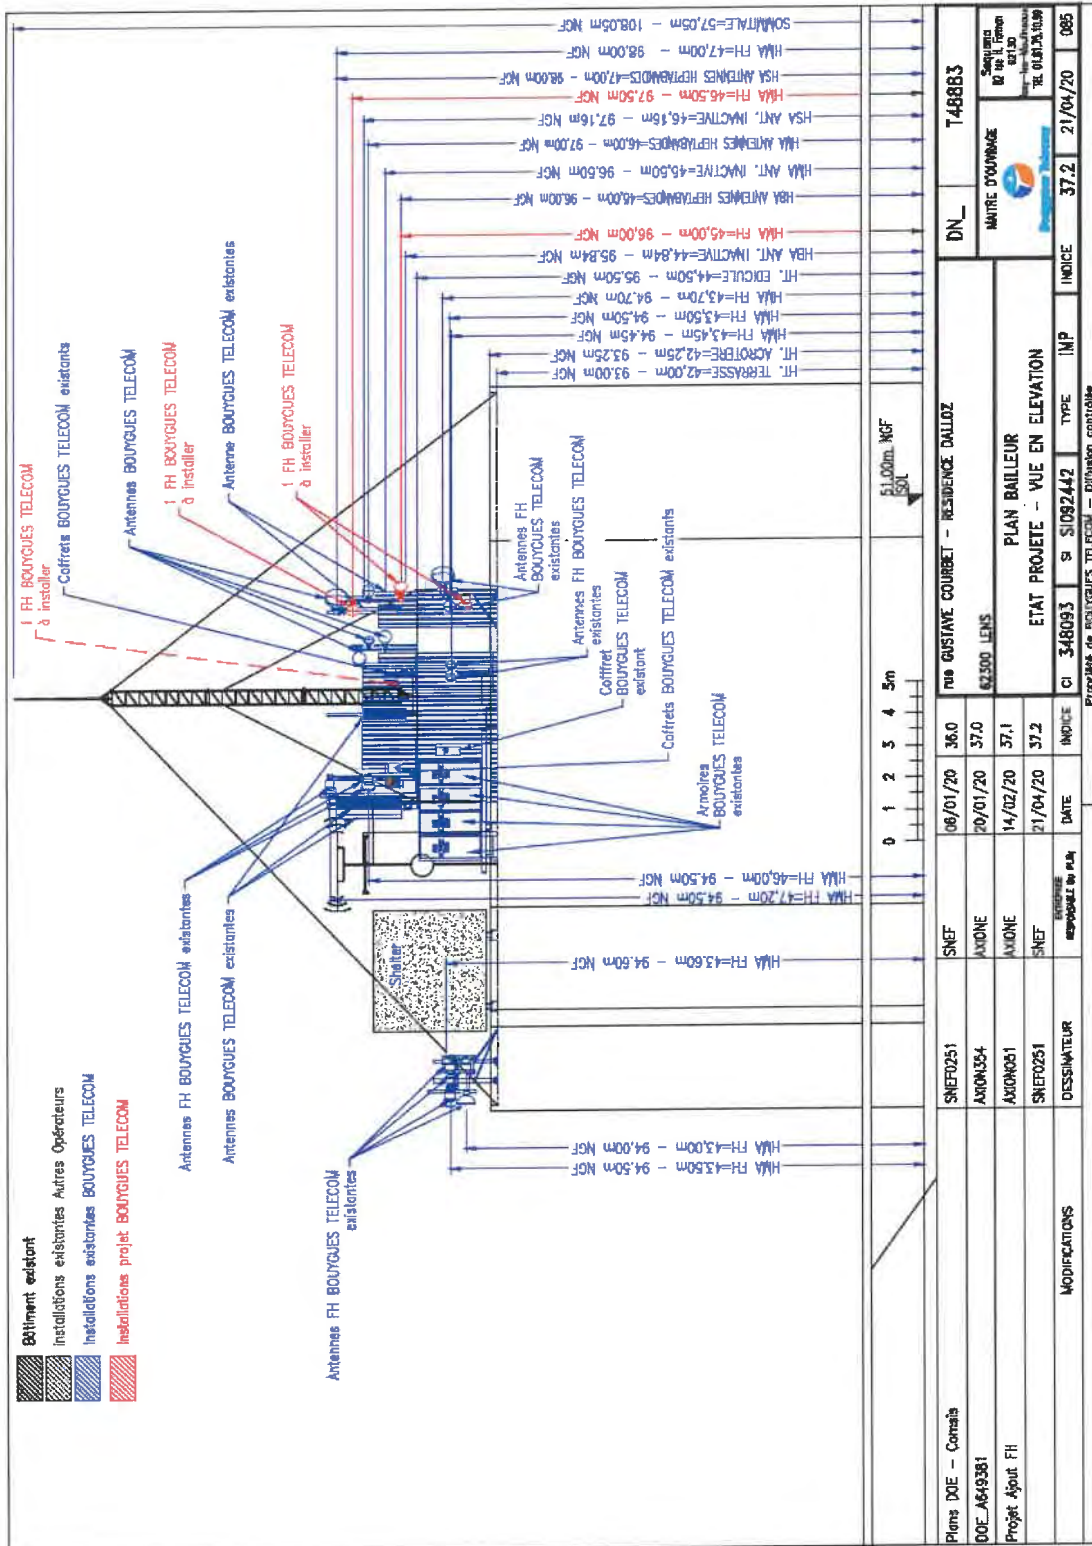 Bâtiment existant
Installations existantes Autres Opérateurs
Installations existantes BOUYGUES TELECOM
Installations projet BOUYGUES TELECOM
1 FH BOUYGUES TELECOM
à installer
Coffrets BOUYGUES TELECOM existants
Antennes BOUYGUES TELECOM existantes
1 FH BOUYGUES TELECOM
à installer
Antenne BOUYGUES TELECOM existantes
1 FH BOUYGUES TELECOM
à installer
Antennes FH BOUYGUES TELECOM existantes
Antennes BOUYGUES TELECOM existantes
Antennes FH BOUYGUES TELECOM
existantes
Shelter
Antennes FH
BOUYGUES TELECOM
existantes
Antennes FH BOUYGUES TELECOM
existantes
Cofffret
BOUYGUES TELECOM
existant
Coffrets BOUYGUES TELECOM existants
Armoires
BOUYGUES TELECOM
existantes
SOMMITALE=57,05m - 108.05m NGF
HMA FH=47,00m - 98,00m NGF
HSA ANTENNES HEPTABANDES=47,00m - 98.00m NGF
HMA FH=46.50m - 97.50m NGF
HSA ANT. INACTIVE=46,16m - 97,16m NGF
HMA ANTENNES HEPTABANDES=46,00m - 97,00m NGF
HMA ANT. INACTIVE=45,50m - 96.50m NGF
HBA ANTENNES HEPTABANDES=45,00m - 96,00m NGF
HMA FH=45,00m - 96,00m NGF
HBA ANT. INACTIVE=44,84m - 95.84m NGF
HT. EDICULE=44,50m - 95.50m NGF
HMA FH=43,70m - 94.70m NGF
HMA FH=43,50m - 94.50m NGF
HMA FH=43,45m - 94.45m NGF
HT. ACROTERE=42,25m - 93.25m NGF
HT. TERRASSE=42,00m - 93.00m NGF
HMA FH=46,00m - 94.50m NGF
HMA FH=47,20m - 94.50m NGF
HMA FH=43,60m - 94.60m NGF
HMA FH=43,00m - 94.00m NGF
HMA FH=43,50m - 94.50m NGF
51.00m NGF
SOL
0 1 2 3 4 5m
Plans DOE - Comsis SNEF0251 SNEF 06/01/20 36.0
DOE_A649381 AXION354 AXIONE 20/01/20 37.0
Projet Ajout FH AXION081 AXIONE 14/02/20 37.1
SNEF0251 SNEF 21/04/20 37.2
MODIFICATIONS DESSINATEUR ENTREPRISE RESPONSABLE DU PLAN DATE INDICE
rue GUSTAVE COURBET - RESIDENCE DALLOZ
62300 LENS
DN_ T48883
PLAN BAILLEUR
ETAT PROJETE - VUE EN ELEVATION
MAITRE D'OUVRAGE
Bouygues Telecom
CI 348093 SI SI092442 TYPE IMP INDICE 37.2 21/04/20 085
Propriété de BOUYGUES TELECOM - Diffusion contrôlée